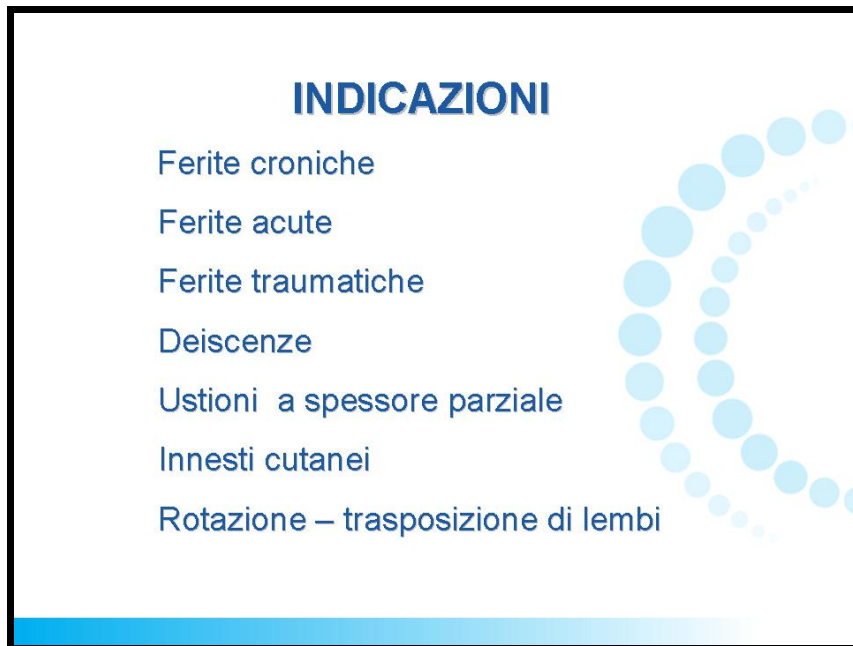 INDICAZIONI
Ferite croniche
Ferite acute
Ferite traumatiche
Deiscenze
Ustioni  a spessore parziale
Innesti cutanei
Rotazione – trasposizione di lembi